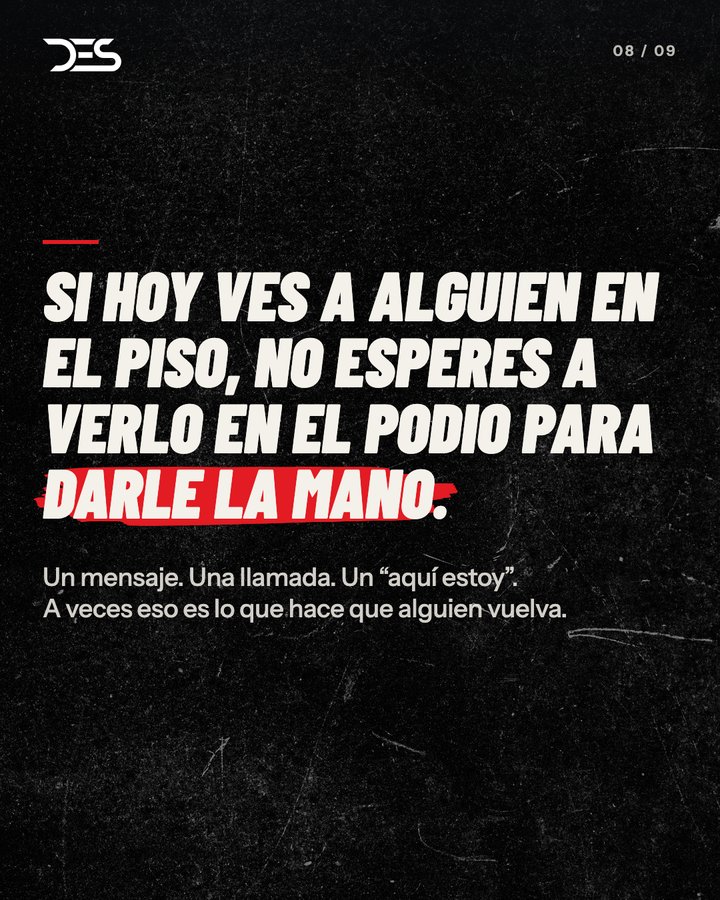 DES
08 / 09
SI HOY VES A ALGUIEN EN
EL PISO, NO ESPERES A
VERLO EN EL PODIO PARA
DARLE LA MANO.
Un mensaje. Una llamada. Un “aquí estoy”.
A veces eso es lo que hace que alguien vuelva.